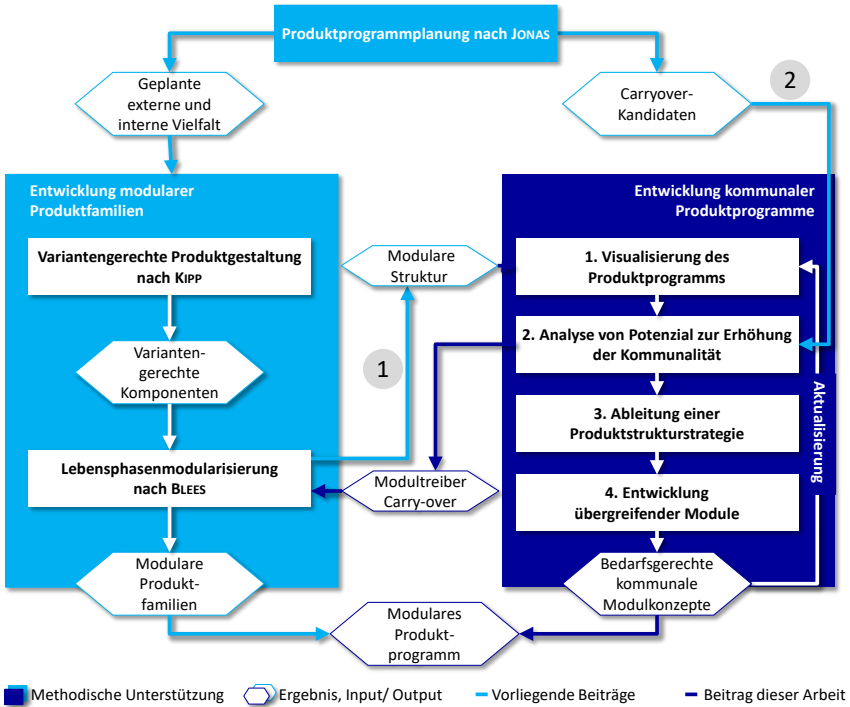 Produktprogrammplanung nach JONAS
Geplante
externe und
interne Vielfalt
Carryover-
Kandidaten
2
Entwicklung modularer
Produktfamilien
Variantengerechte Produktgestaltung
nach KIPP
Varianten-
gerechte
Komponenten
Lebensphasenmodularisierung
nach BLEES
Modulare
Produkt-
familien
Modulare
Struktur
1
Modultreiber
Carry-over
Entwicklung kommunaler
Produktprogramme
1. Visualisierung des
Produktprogramms
2. Analyse von Potenzial zur Erhöhung
der Kommunalität
3. Ableitung einer
Produktstrukturstrategie
4. Entwicklung
übergreifender Module
Aktualisierung
Bedarfsgerechte
kommunale
Modulkonzepte
Modulares
Produkt-
programm
Methodische Unterstützung
Ergebnis, Input/ Output
Vorliegende Beiträge
Beitrag dieser Arbeit